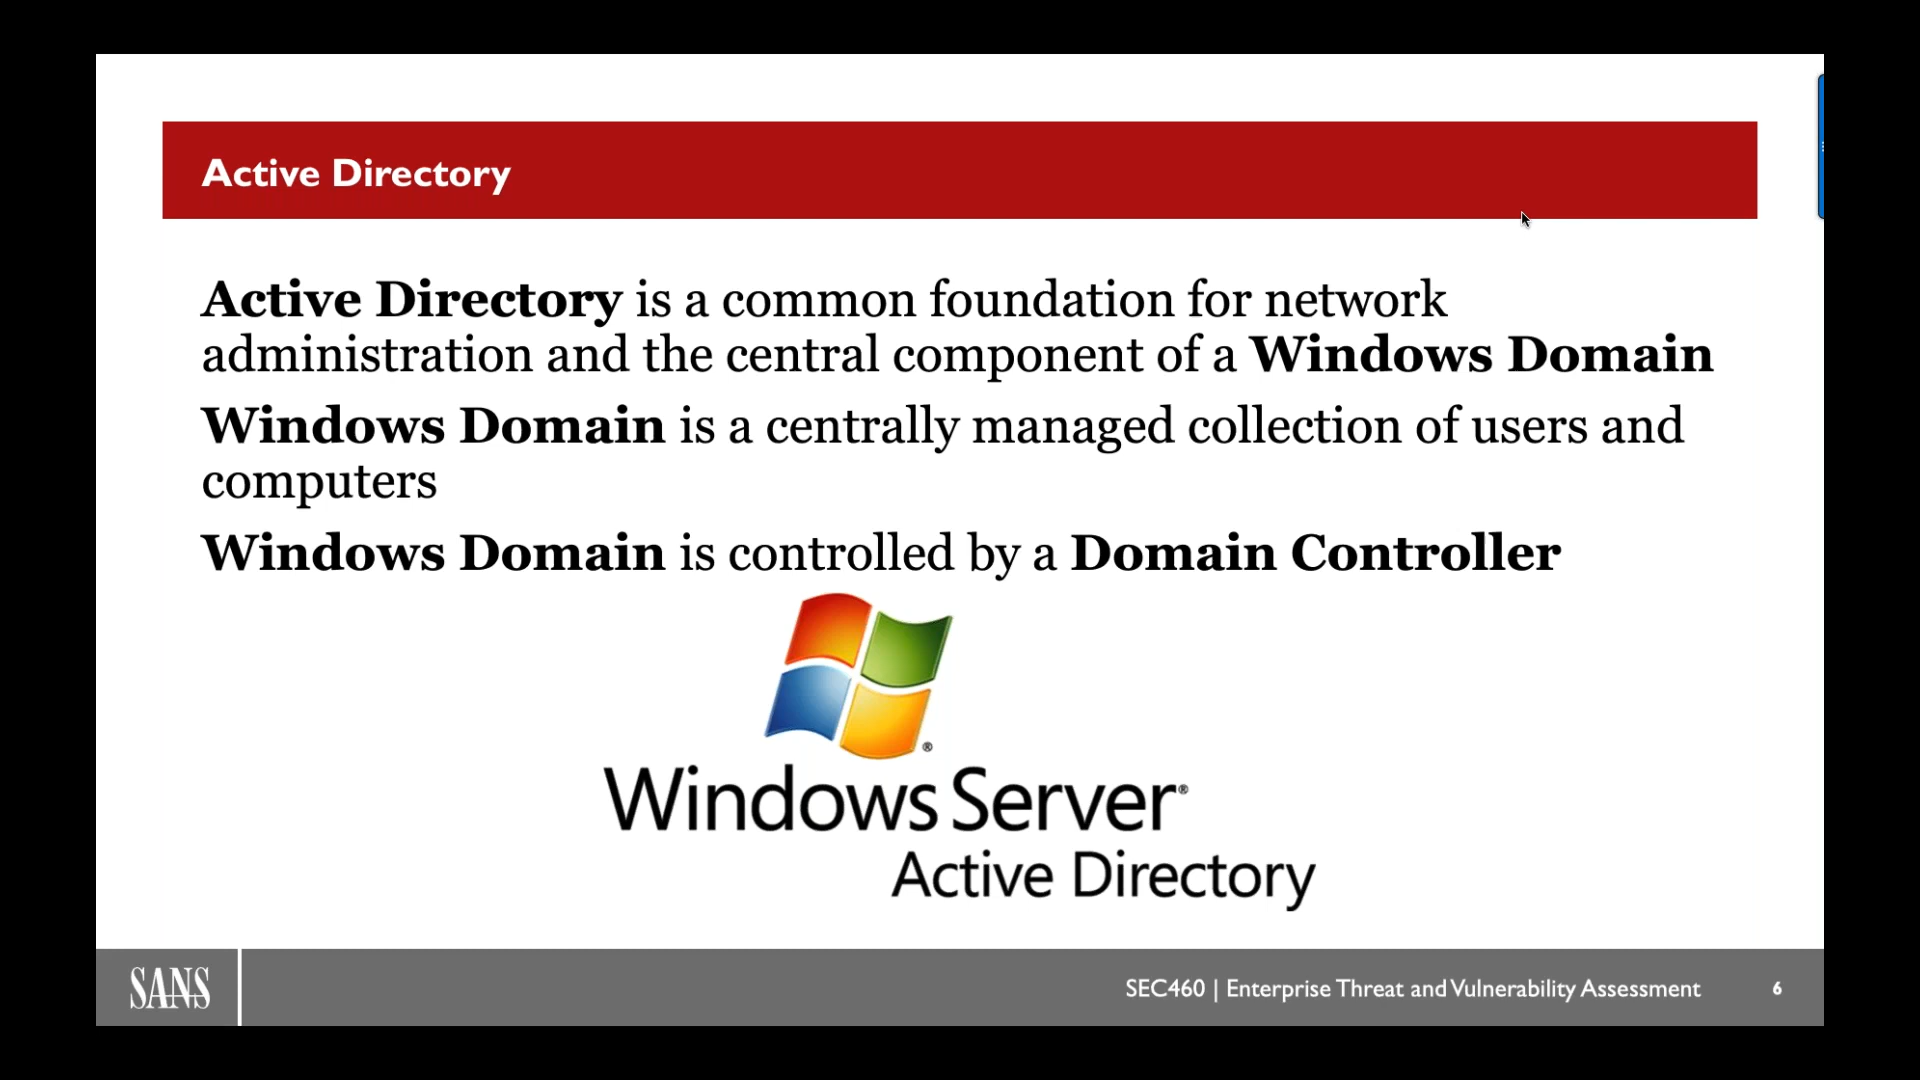 Active Directory
Active Directory is a common foundation for network
administration and the central component of a Windows Domain
Windows Domain is a centrally managed collection of users and
computers
Windows Domain is controlled by a Domain Controller
®
Windows Server®
Active Directory
SANS
SEC460 | Enterprise Threat and Vulnerability Assessment
6